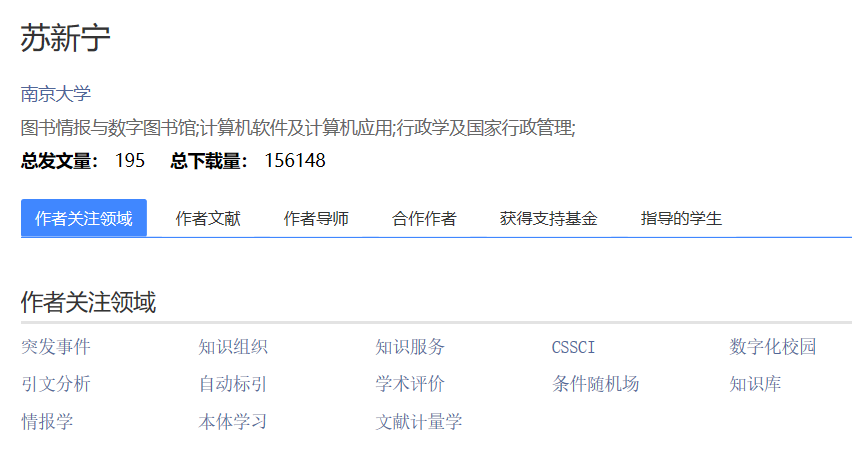 苏新宁
南京大学
图书情报与数字图书馆;计算机软件及计算机应用;行政学及国家行政管理;
总发文量： 195 总下载量： 156148
作者关注领域 作者文献 作者导师 合作作者 获得支持基金 指导的学生
作者关注领域
突发事件 知识组织 知识服务 CSSCI 数字化校园
引文分析 自动标引 学术评价 条件随机场 知识库
情报学 本体学习 文献计量学